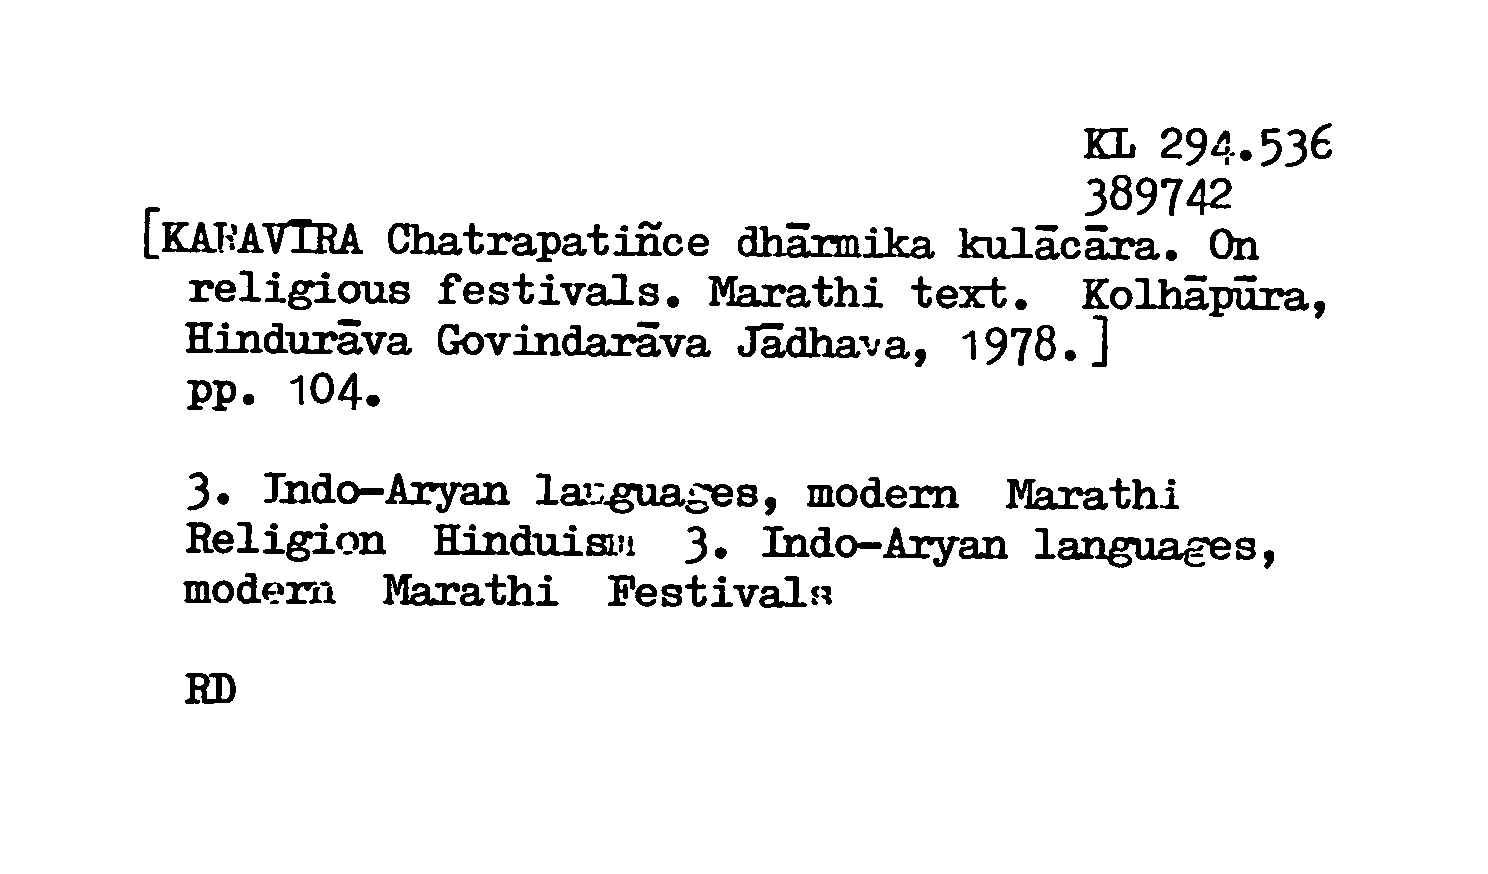 KL 294.536
389742
[KARAVĪRA Chatrapatiñce dhārmika kulācāra. On
religious festivals. Marathi text. Kolhāpūra,
Hindurāva Govindarāva Jādhava, 1978.]
pp. 104.
3. Indo-Aryan languages, modern Marathi
Religion Hinduism 3. Indo-Aryan languages,
modern Marathi Festivals
RD